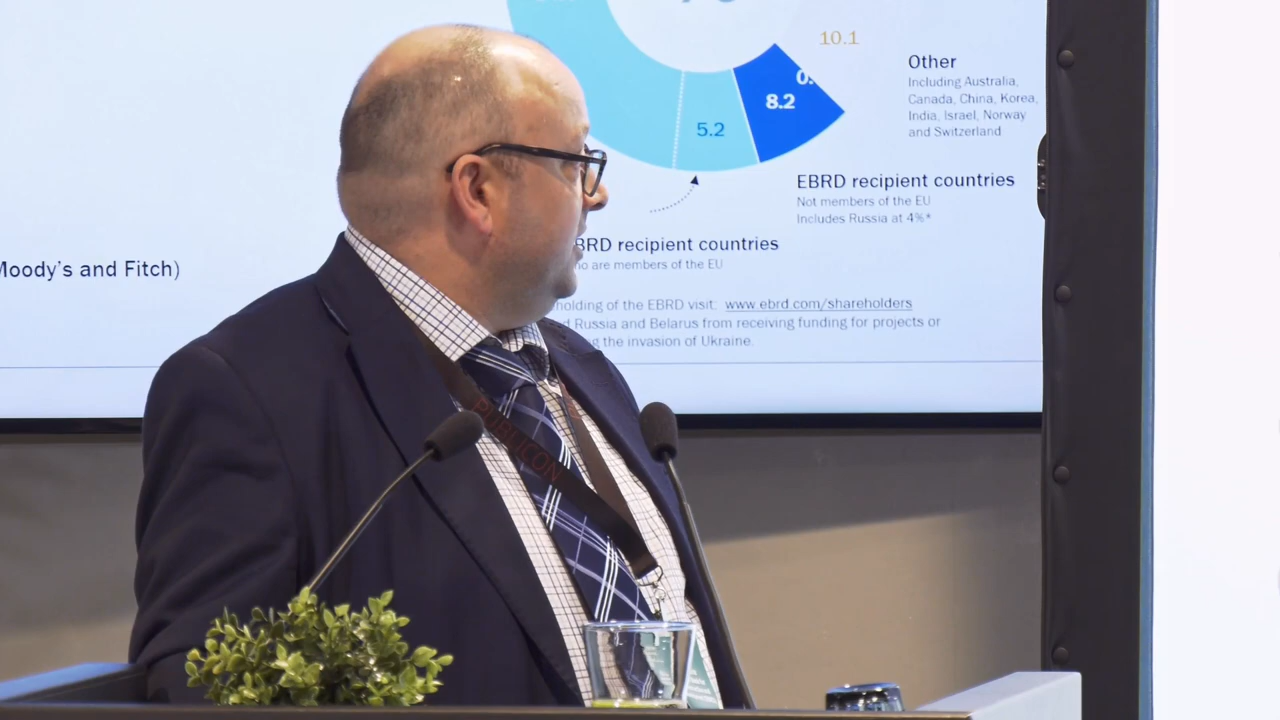 10.1
8.2
5.2
Other
Including Australia,
Canada, China, Korea,
India, Israel, Norway
and Switzerland
EBRD recipient countries
Not members of the EU
Includes Russia at 4%*
recipient countries
are members of the EU
Moody's and Fitch)
of the EBRD visit: www.ebrd.com/shareholders
Russia and Belarus from receiving funding for projects or
the invasion of Ukraine.
PUBLICON